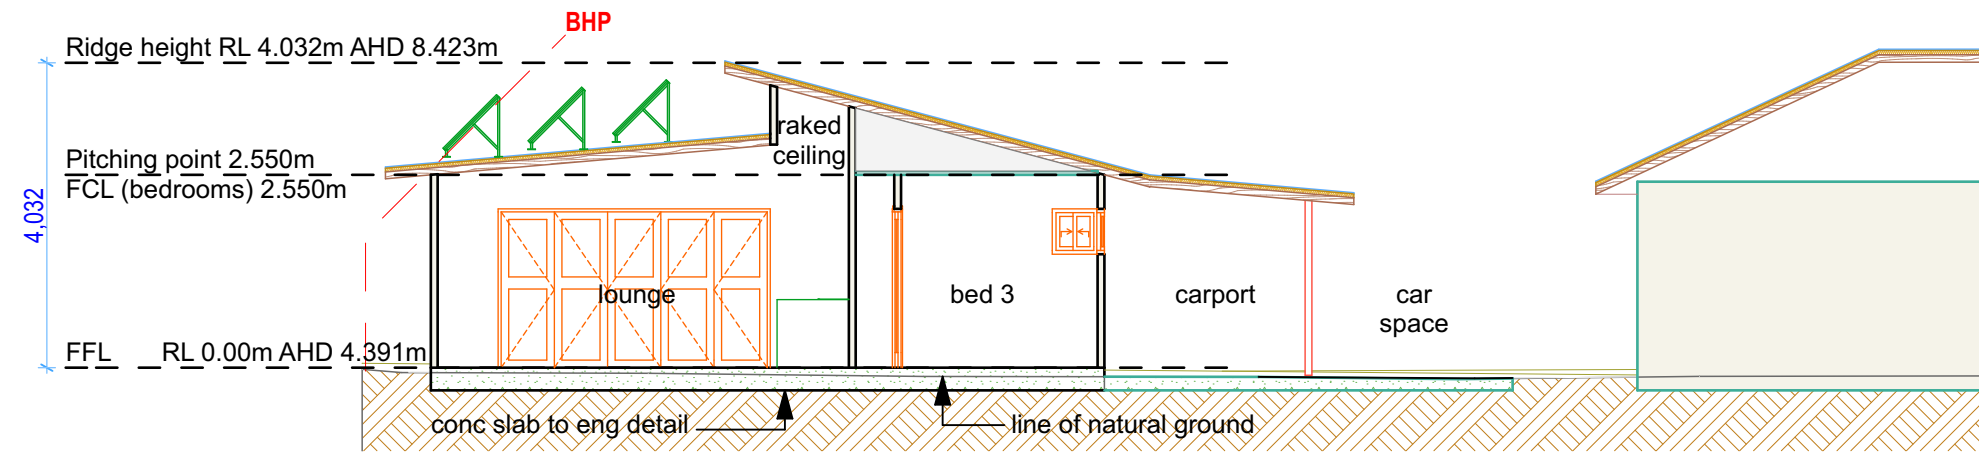 BHP
Ridge height RL 4.032m AHD 8.423m
raked
ceiling
Pitching point 2.550m
FCL (bedrooms) 2.550m
4,032
lounge
bed 3
carport
car
space
FFL RL 0.00m AHD 4.391m
conc slab to eng detail
line of natural ground